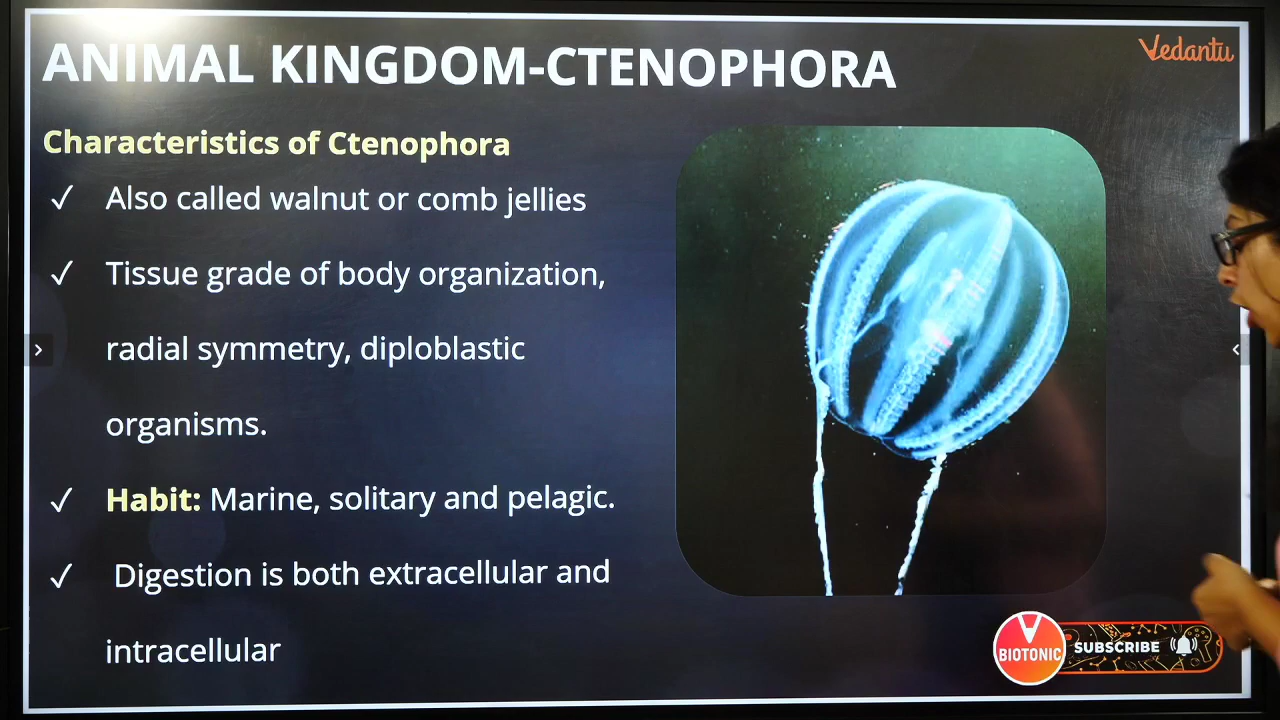 ANIMAL KINGDOM-CTENOPHORA
Vedantu
Characteristics of Ctenophora
✓ Also called walnut or comb jellies
✓ Tissue grade of body organization,
radial symmetry, diploblastic
organisms.
✓ Habit: Marine, solitary and pelagic.
✓ Digestion is both extracellular and
intracellular
V
BIOTONIC
SUBSCRIBE